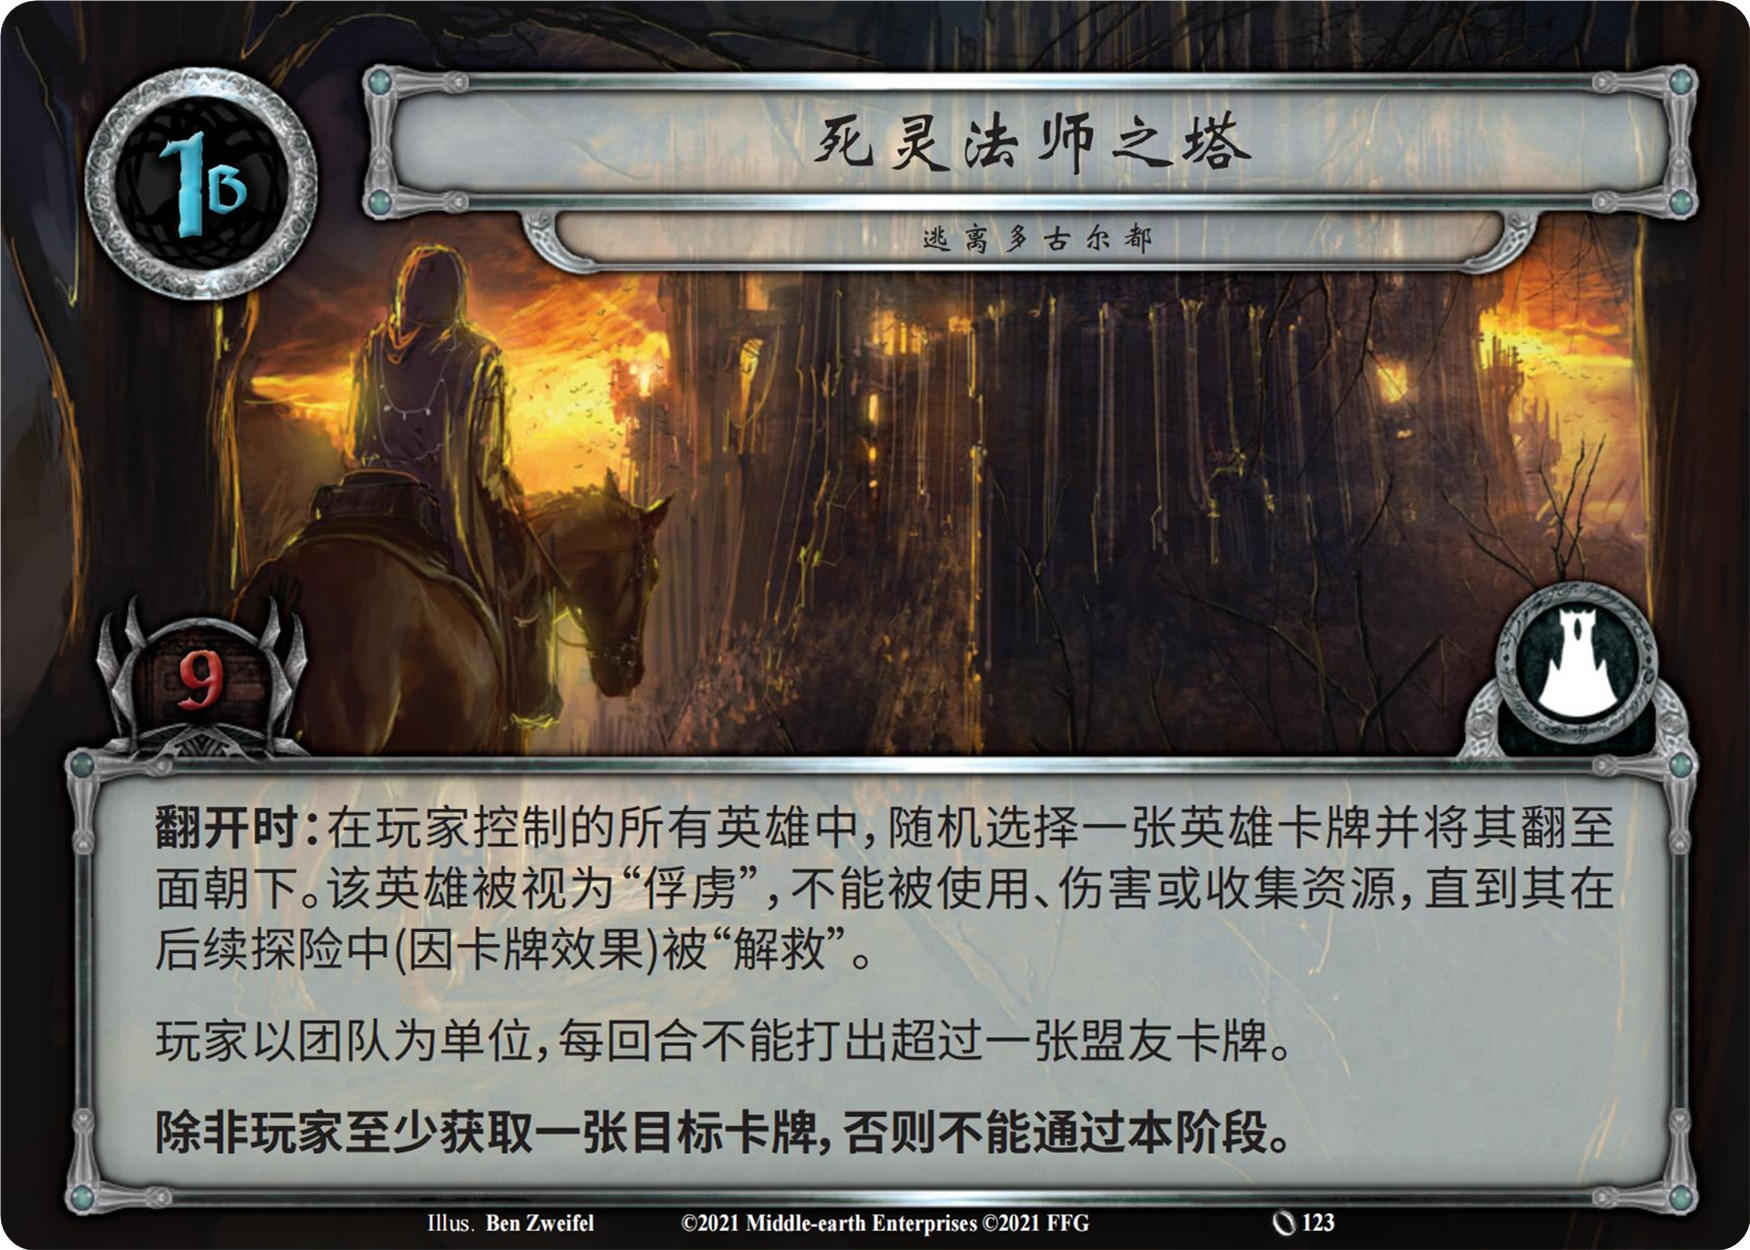 1B
死灵法师之塔
逃离多古尔都
9
翻开时：在玩家控制的所有英雄中，随机选择一张英雄卡牌并将其翻至
面朝下。该英雄被视为“俘虏”，不能被使用、伤害或收集资源，直到其在
后续探险中(因卡牌效果)被“解救”。
玩家以团队为单位，每回合不能打出超过一张盟友卡牌。
除非玩家至少获取一张目标卡牌，否则不能通过本阶段。
Illus. Ben Zweifel ©2021 Middle-earth Enterprises ©2021 FFG 123